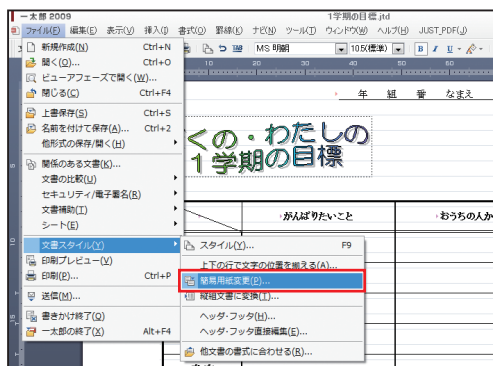 一太郎 2009 1学期の目標.jtd
ファイル(F) 編集(E) 表示(V) 挿入(I) 書式(O) 罫線(K) ナビ(N) ツール(T) ウィンドウ(W) ヘルプ(H) JUST_PDF(J)
新規作成(N) Ctrl+N
MS 明朝 10.5(標準) B I U
開く(O)... Ctrl+O
10 20 30 40 50 60
ビューアフェーズで開く(W)...
閉じる(C) Ctrl+F4
年 組 番 なまえ
上書保存(S) Ctrl+S
名前を付けて保存(A)... Ctrl+2
他形式の保存/開く(H)
くの・わたしの
1学期の目標
関係のある文書(K)...
文書の比較(U)
セキュリティ/電子署名(R)
文書補助(T)
シート(E)
がんばりたいこと おうちの人か
文書スタイル(Y)
スタイル(Y)... F9
印刷プレビュー(V)
上下の行で文字の位置を揃える(A)...
印刷(P)... Ctrl+P
簡易用紙変更(P)...
送信(M)...
縦組文書に変換(T)...
書きかけ終了(Q)
ヘッダ・フッタ(H)...
一太郎の終了(X) Alt+F4
ヘッダ・フッタ直接編集(E)...
他文書の書式に合わせる(R)...